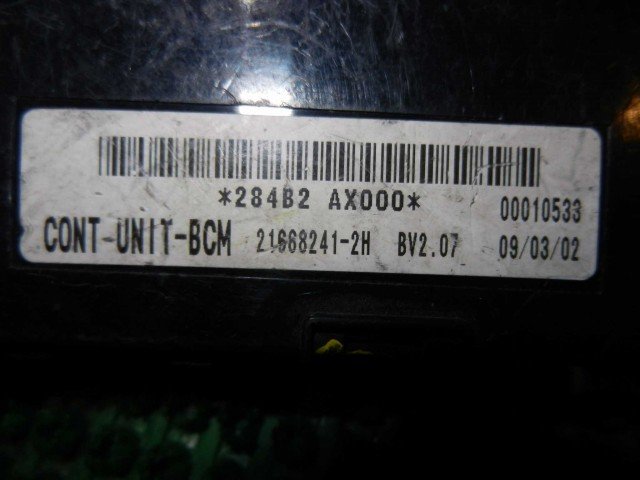 *284B2 AX000* 00010533
CONT-UNIT-BCM 21668241-2H BV2.07 09/03/02